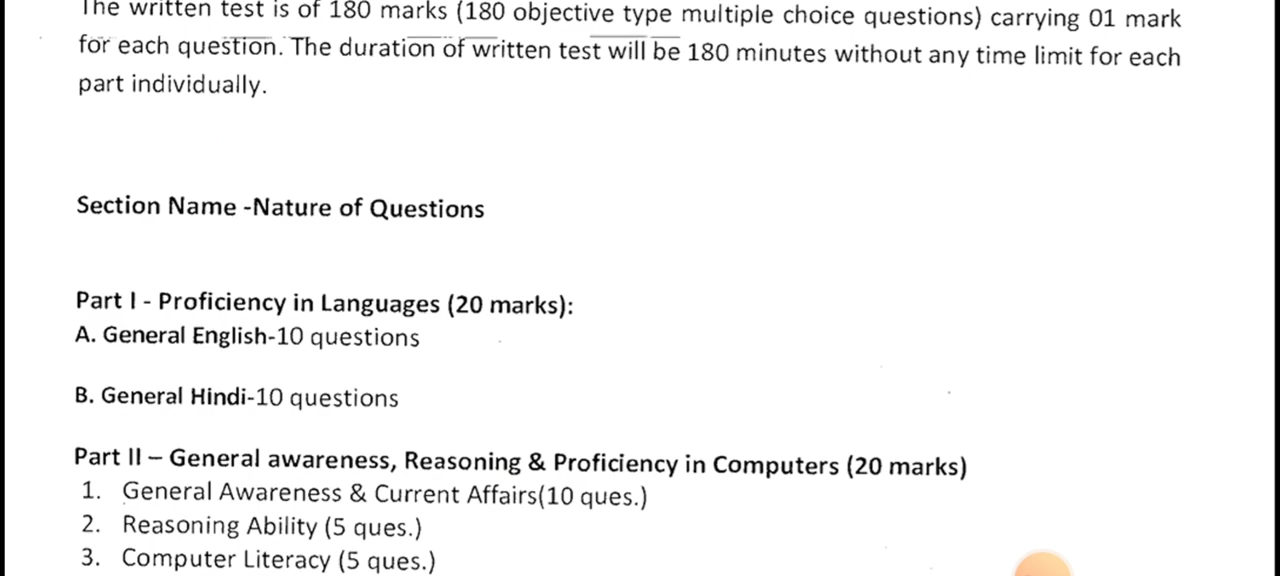 The written test is of 180 marks (180 objective type multiple choice questions) carrying 01 mark
for each question. The duration of written test will be 180 minutes without any time limit for each
part individually.
Section Name -Nature of Questions
Part I - Proficiency in Languages (20 marks):
A. General English-10 questions
B. General Hindi-10 questions
Part II – General awareness, Reasoning & Proficiency in Computers (20 marks)
1. General Awareness & Current Affairs(10 ques.)
2. Reasoning Ability (5 ques.)
3. Computer Literacy (5 ques.)